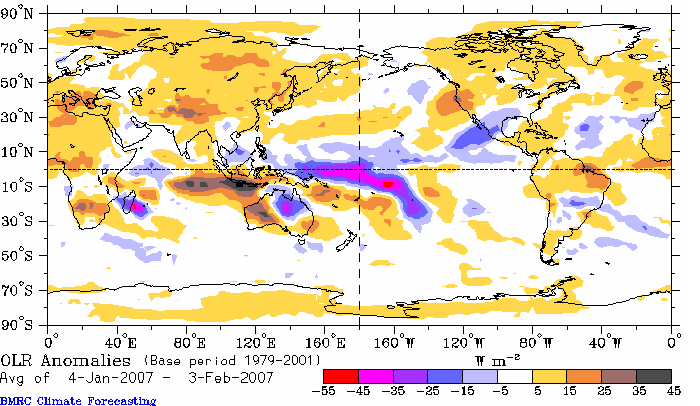 90°N
70°N
50°N
30°N
10°N
10°S
30°S
50°S
70°S
90°S
0° 40°E 80°E 120°E 160°E 160°W 120°W 80°W 40°W 0°
OLR Anomalies (Base period 1979-2001)
W m⁻²
Avg of 4-Jan-2007 - 3-Feb-2007
-55 -45 -35 -25 -15 -5 5 15 25 35 45
BMRC Climate Forecasting